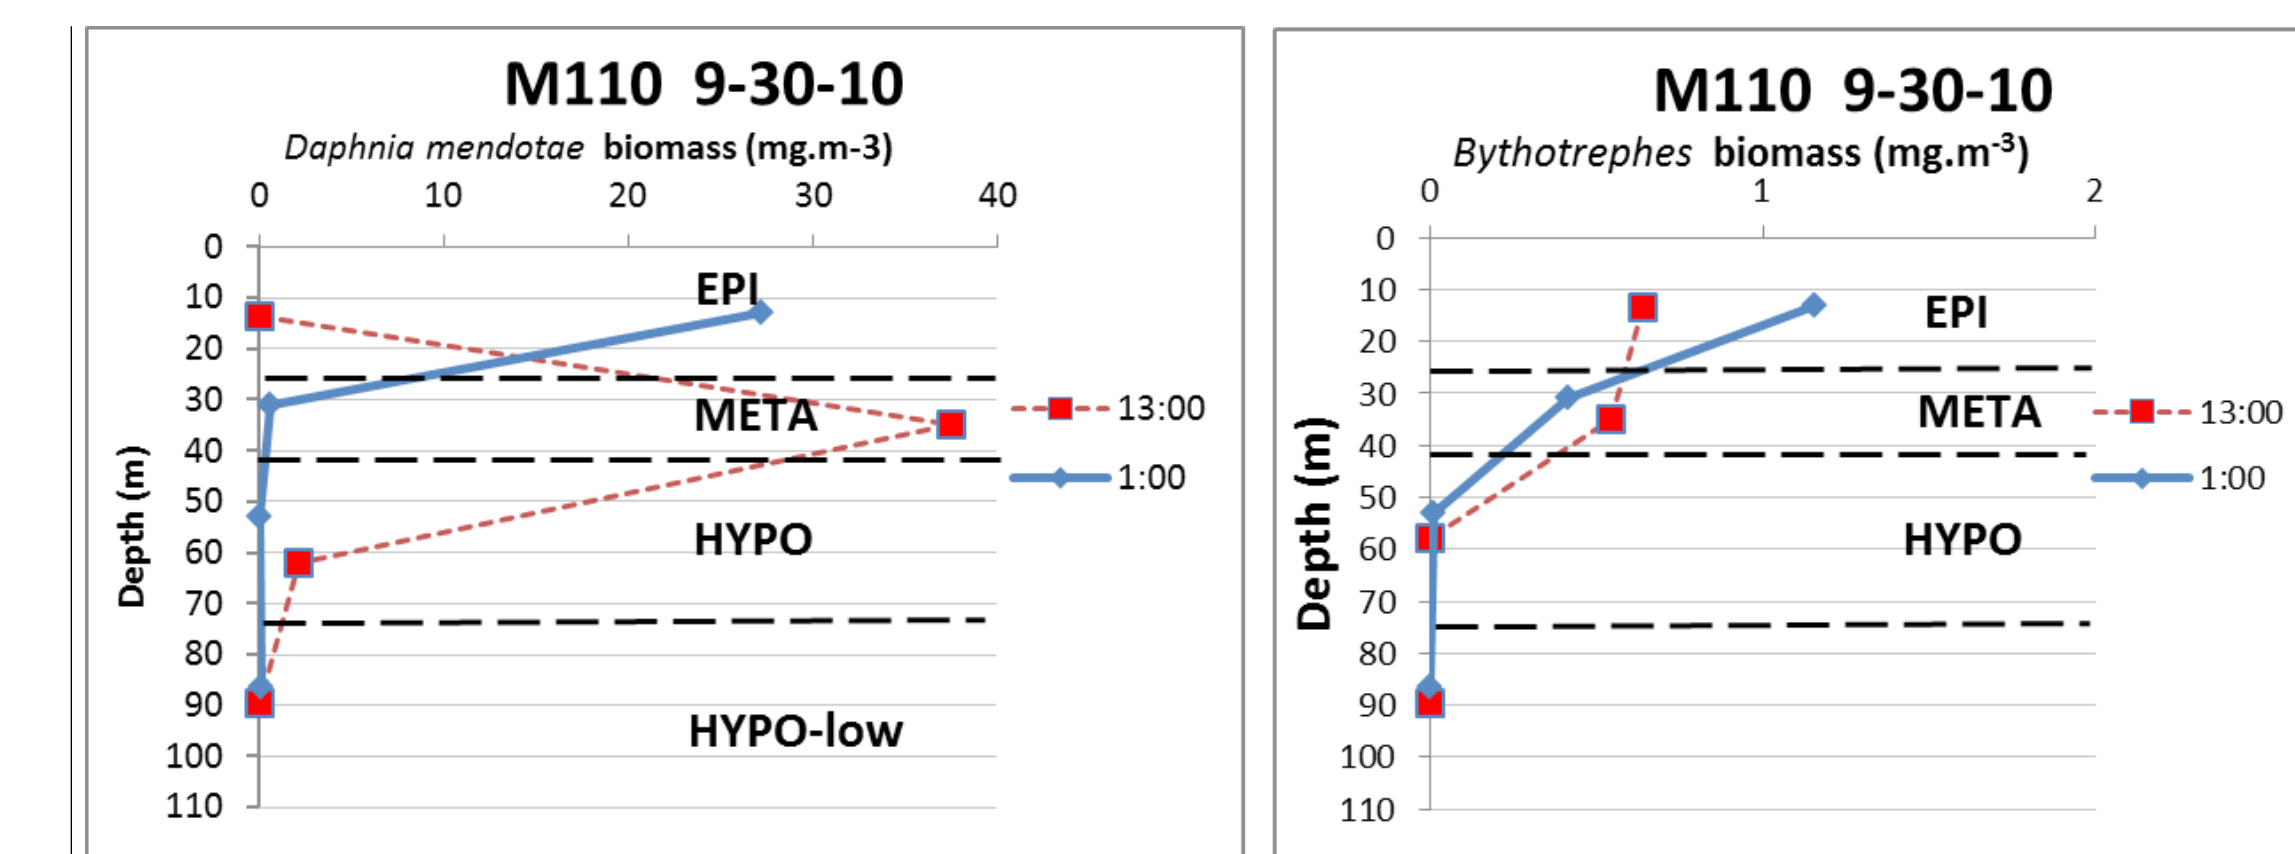 M110 9-30-10
Daphnia mendotae biomass (mg.m-3)
0 10 20 30 40
0
10
20
30
40
50
60
70
80
90
100
110
Depth (m)
EPI
META
HYPO
HYPO-low
13:00
1:00
M110 9-30-10
Bythotrephes biomass (mg.m-3)
0 1 2
0
10
20
30
40
50
60
70
80
90
100
110
Depth (m)
EPI
META
HYPO
13:00
1:00